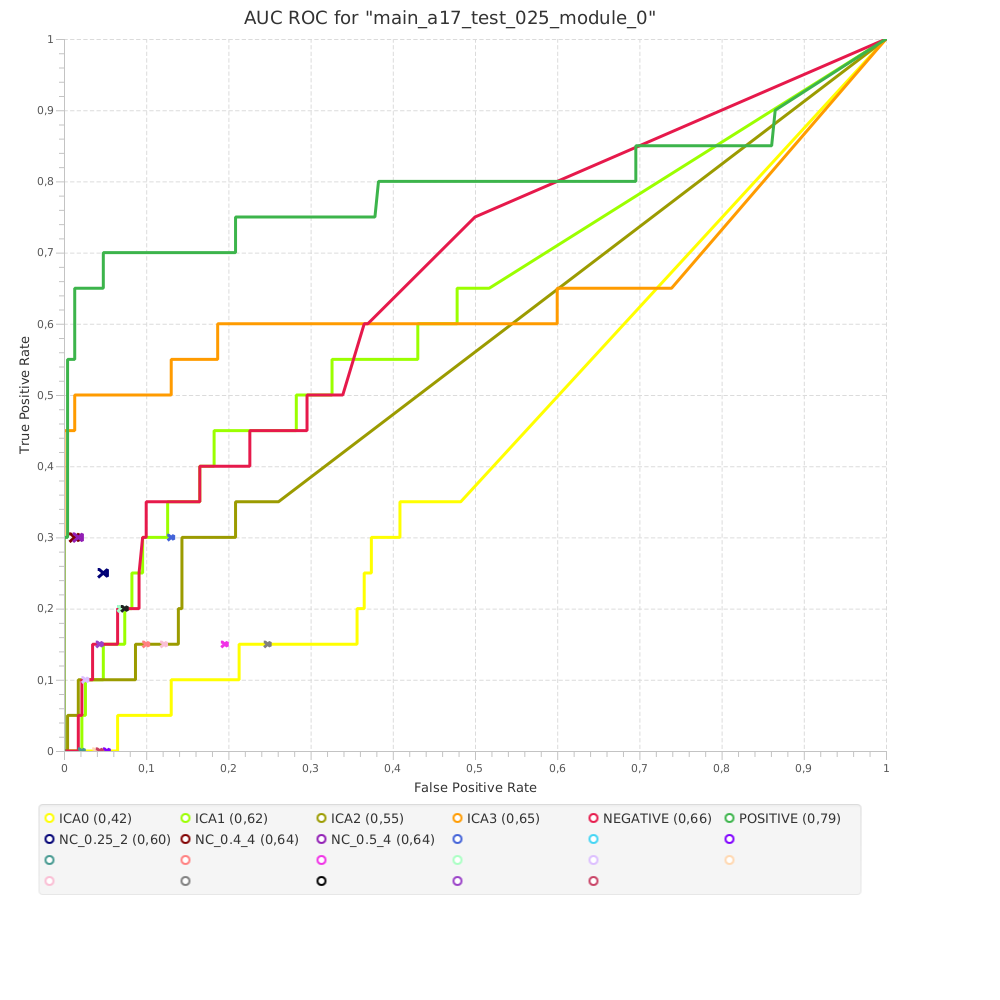 AUC ROC for "main_a17_test_025_module_0"
True Positive Rate
1
0,9
0,8
0,7
0,6
0,5
0,4
0,3
0,2
0,1
0
0 0,1 0,2 0,3 0,4 0,5 0,6 0,7 0,8 0,9 1
False Positive Rate
ICA0 (0,42) ICA1 (0,62) ICA2 (0,55) ICA3 (0,65) NEGATIVE (0,66) POSITIVE (0,79)
NC_0.25_2 (0,60) NC_0.4_4 (0,64) NC_0.5_4 (0,64)